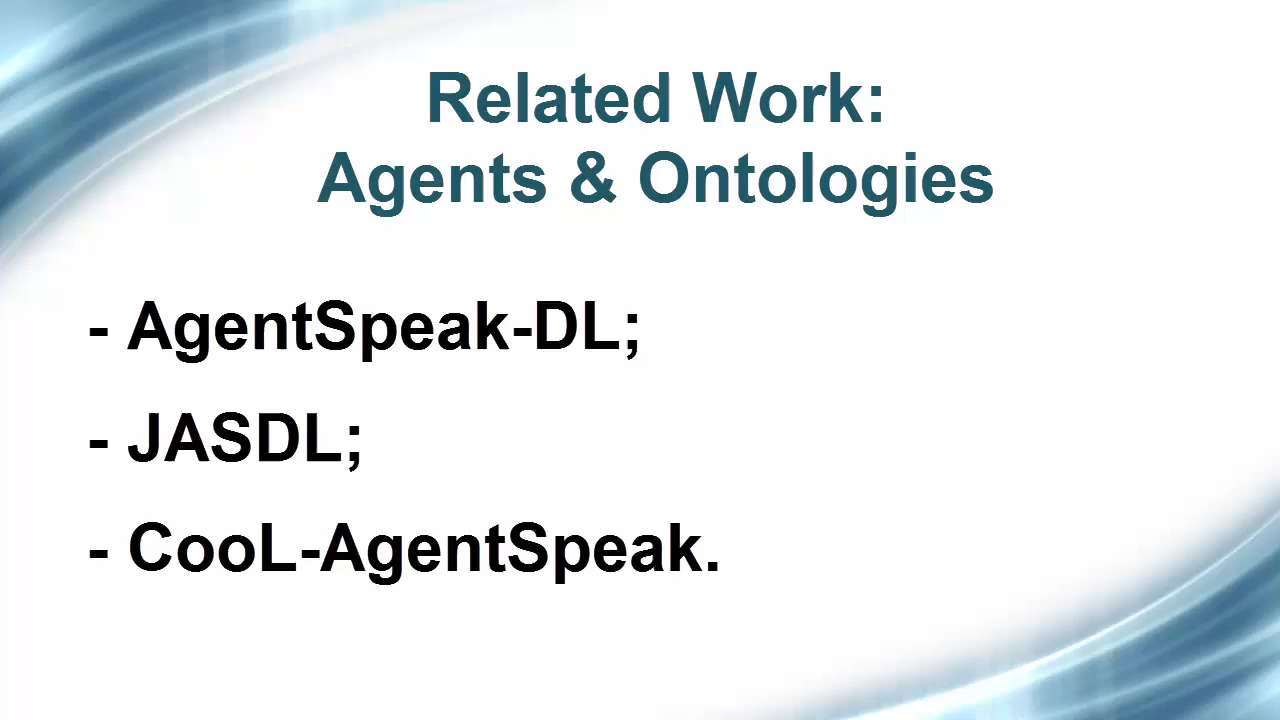 Related Work:
Agents & Ontologies
- AgentSpeak-DL;
- JASDL;
- CooL-AgentSpeak.